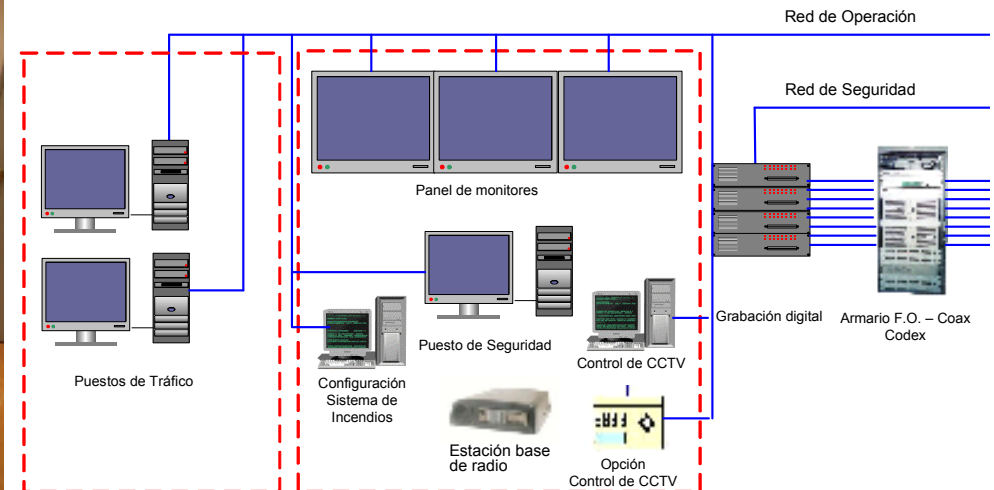 Red de Operación
Red de Seguridad
Panel de monitores
Puestos de Tráfico
Puesto de Seguridad
Configuración
Sistema de
Incendios
Control de CCTV
Grabación digital
Armario F.O. – Coax
Codex
Estación base
de radio
Opción
Control de CCTV